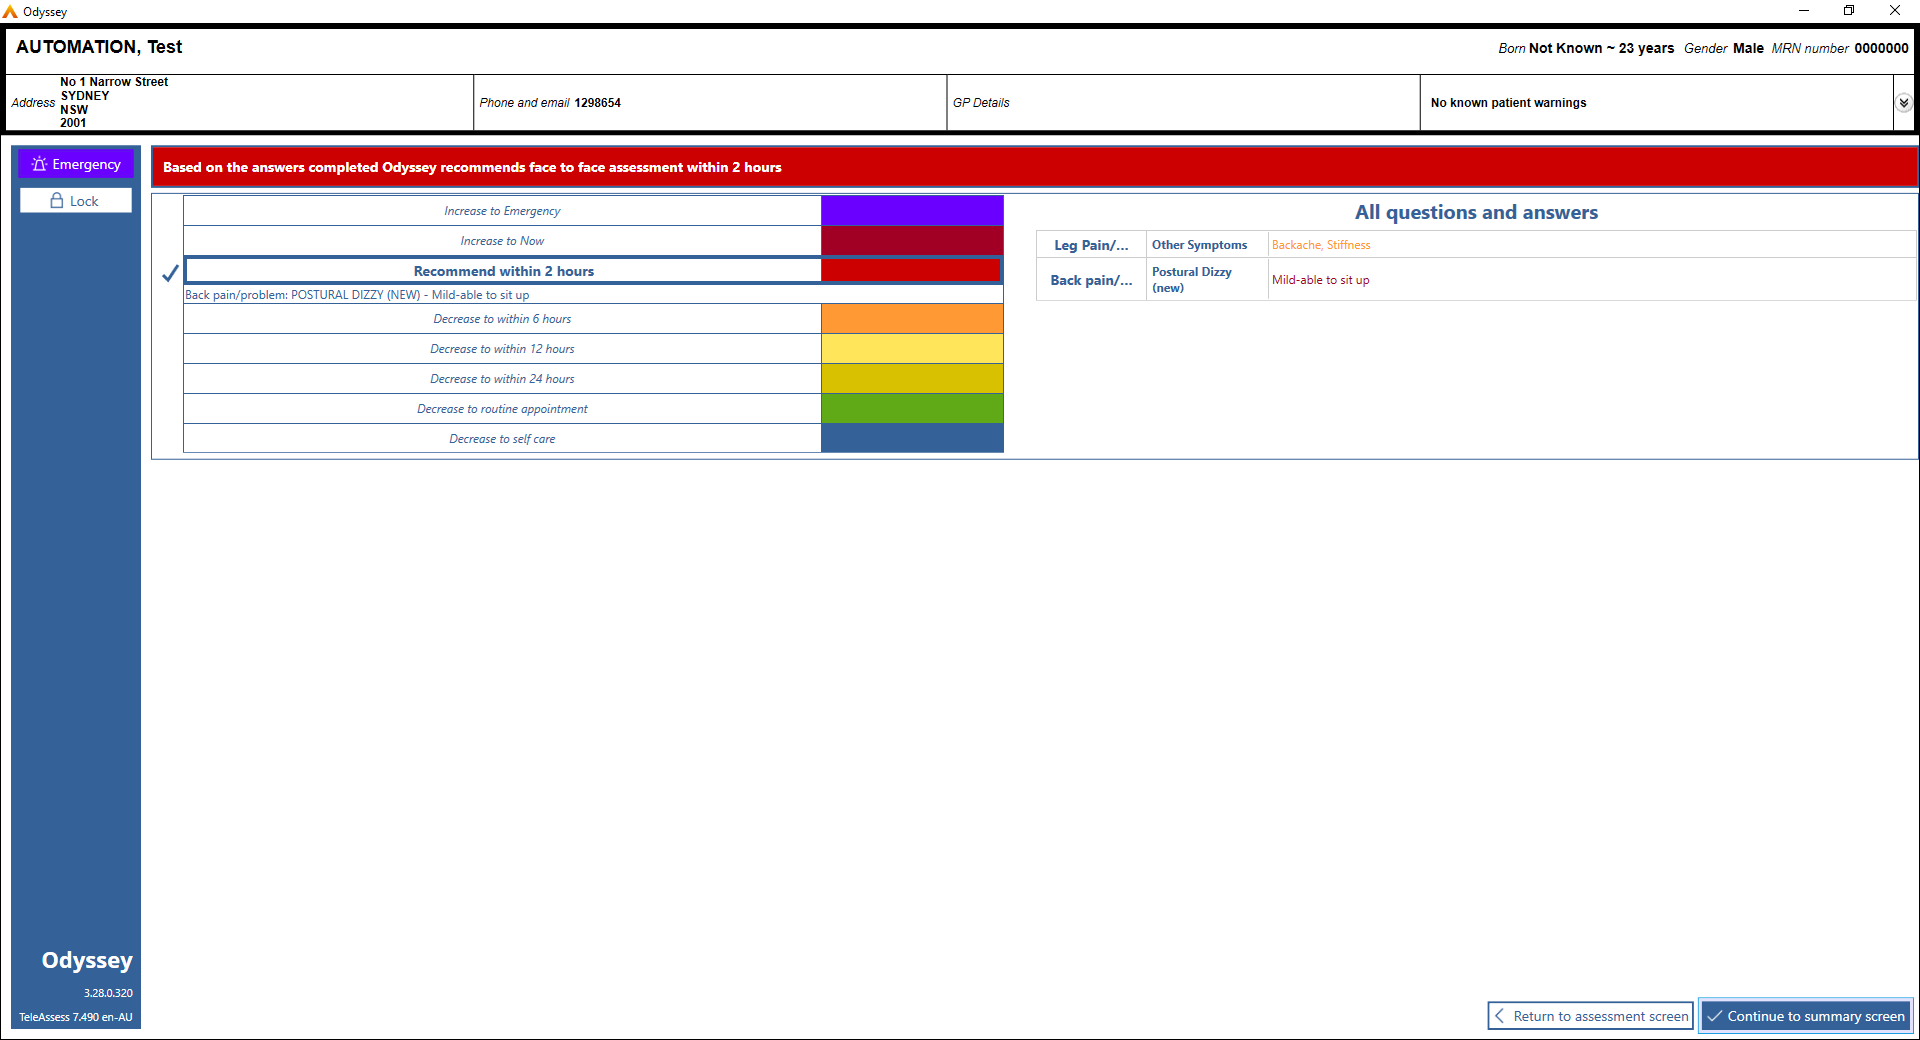 Odyssey
AUTOMATION, Test
Born Not Known ~ 23 years Gender Male MRN number 0000000
Address
No 1 Narrow Street
SYDNEY
NSW
2001
Phone and email 1298654
GP Details
No known patient warnings
Emergency
Lock
Based on the answers completed Odyssey recommends face to face assessment within 2 hours
Increase to Emergency
Increase to Now
Recommend within 2 hours
Back pain/problem: POSTURAL DIZZY (NEW) - Mild-able to sit up
Decrease to within 6 hours
Decrease to within 12 hours
Decrease to within 24 hours
Decrease to routine appointment
Decrease to self care
All questions and answers
Leg Pain/... Other Symptoms Backache, Stiffness
Back pain/... Postural Dizzy
(new)
Mild-able to sit up
Odyssey
3.28.0.320
TeleAssess 7.490 en-AU
Return to assessment screen
Continue to summary screen